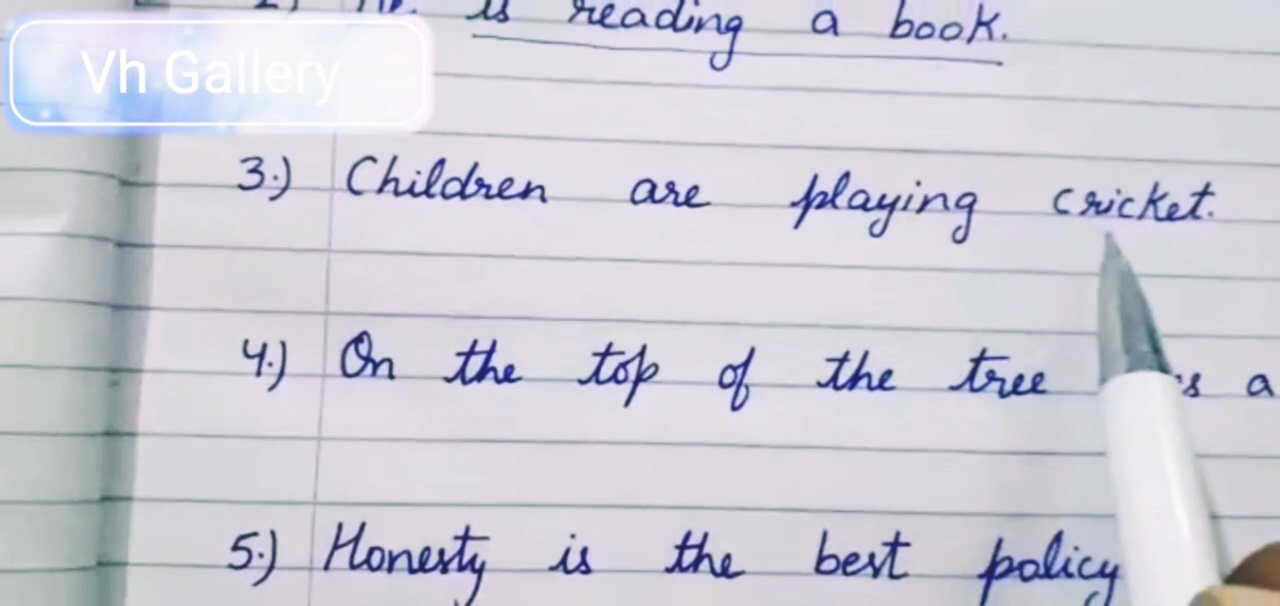 is reading a book.
Vh Gallery
3.) Children are playing cricket.
4.) On the top of the tree is a
5.) Honesty is the best policy